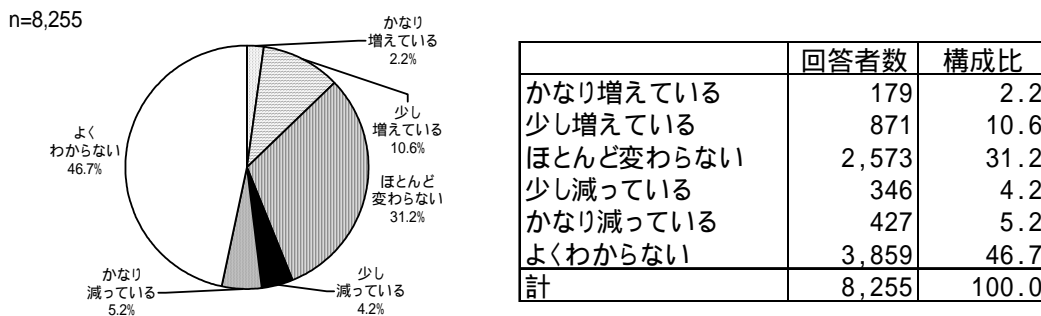 n=8,255
かなり
増えている
2.2%
少し
増えている
10.6%
ほとんど
変わらない
31.2%
少し
減っている
4.2%
かなり
減っている
5.2%
よく
わからない
46.7%
回答者数 構成比
かなり増えている 179 2.2
少し増えている 871 10.6
ほとんど変わらない 2,573 31.2
少し減っている 346 4.2
かなり減っている 427 5.2
よくわからない 3,859 46.7
計 8,255 100.0